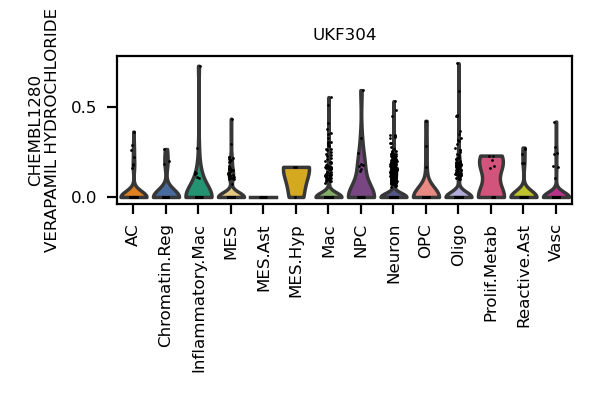 UKF304
CHEMBL1280
VERAPAMIL HYDROCHLORIDE
0.5
0.0
AC
Chromatin.Reg
Inflammatory.Mac
MES
MES.Ast
MES.Hyp
Mac
NPC
Neuron
OPC
Oligo
Prolif.Metab
Reactive.Ast
Vasc